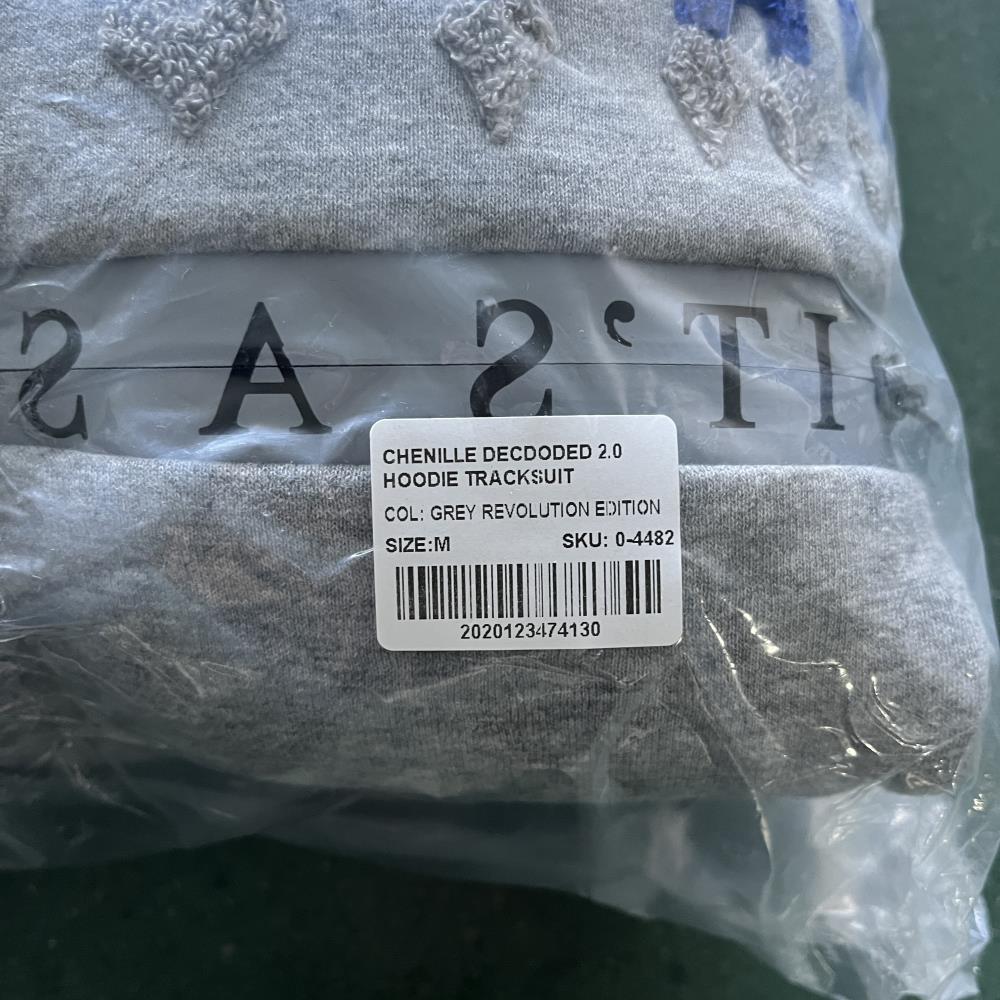 IT'S A S
CHENILLE DECDODED 2.0
HOODIE TRACKSUIT
COL: GREY REVOLUTION EDITION
SIZE:M SKU: 0-4482
2020123474130